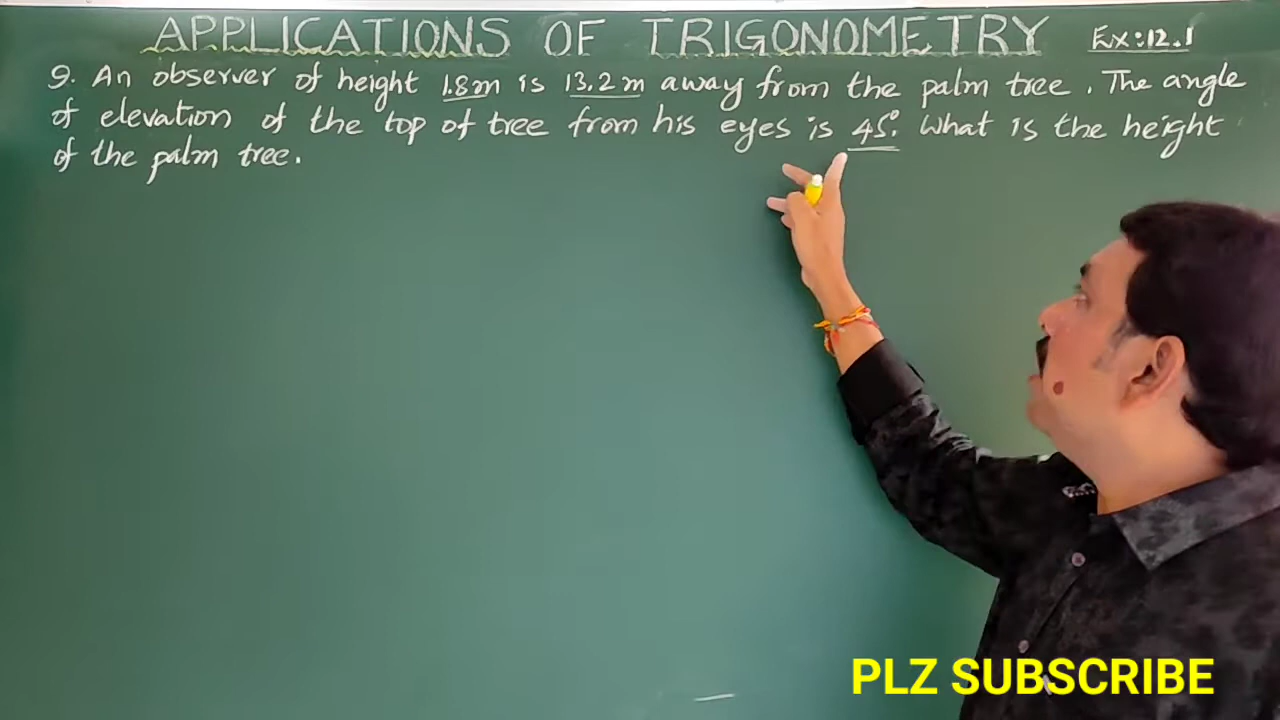 APPLICATIONS OF TRIGONOMETRY Ex:12.1
9. An observer of height 1.8m is 13.2m away from the palm tree. The angle
of elevation of the top of tree from his eyes is 45°. What is the height
of the palm tree.
PLZ SUBSCRIBE